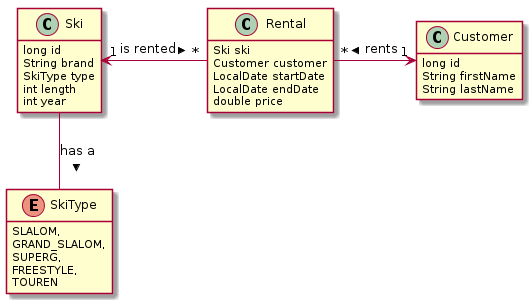 C Ski
long id
String brand
SkiType type
int length
int year
1 is rented ▶ *
C Rental
Ski ski
Customer customer
LocalDate startDate
LocalDate endDate
double price
* ◀ rents 1
C Customer
long id
String firstName
String lastName
has a
▼
E SkiType
SLALOM,
GRAND_SLALOM,
SUPERG,
FREESTYLE,
TOUREN